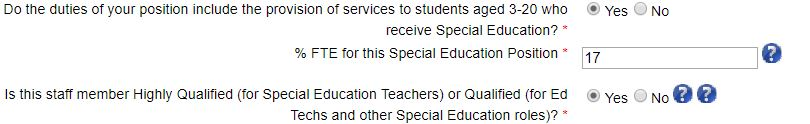 Do the duties of your position include the provision of services to students aged 3-20 who Yes No
receive Special Education? *
% FTE for this Special Education Position * 17 ?
Is this staff member Highly Qualified (for Special Education Teachers) or Qualified (for Ed Yes No ? ?
Techs and other Special Education roles)? *